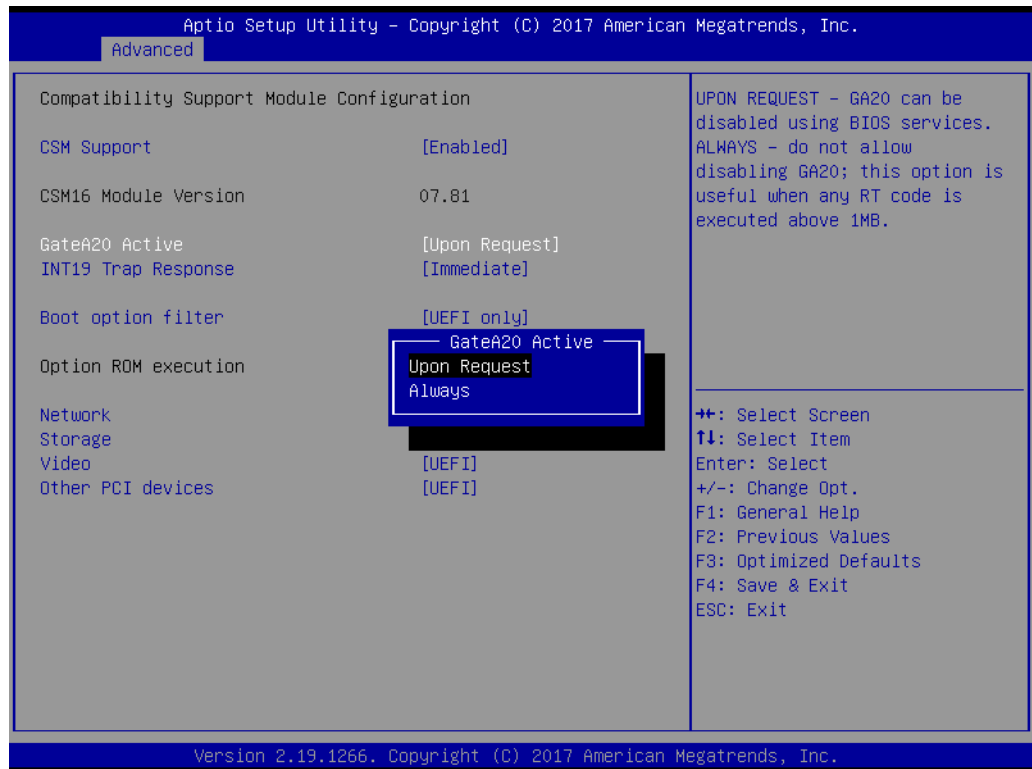 Aptio Setup Utility – Copyright (C) 2017 American Megatrends, Inc.
Advanced
Compatibility Support Module Configuration
CSM Support [Enabled]
CSM16 Module Version 07.81
GateA20 Active [Upon Request]
INT19 Trap Response [Immediate]
Boot option filter [UEFI only]
Option ROM execution
Network
Storage
Video [UEFI]
Other PCI devices [UEFI]
GateA20 Active
Upon Request
Always
UPON REQUEST – GA20 can be
disabled using BIOS services.
ALWAYS – do not allow
disabling GA20; this option is
useful when any RT code is
executed above 1MB.
→←: Select Screen
↑↓: Select Item
Enter: Select
+/-: Change Opt.
F1: General Help
F2: Previous Values
F3: Optimized Defaults
F4: Save & Exit
ESC: Exit
Version 2.19.1266. Copyright (C) 2017 American Megatrends, Inc.